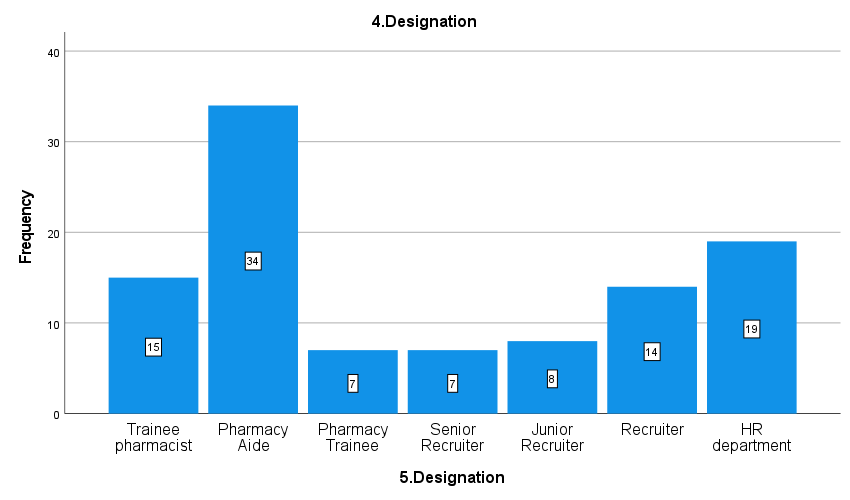 4.Designation
Frequency
40
30
20
10
0
15
34
7
7
8
14
19
Trainee
pharmacist
Pharmacy
Aide
Pharmacy
Trainee
Senior
Recruiter
Junior
Recruiter
Recruiter
HR
department
5.Designation